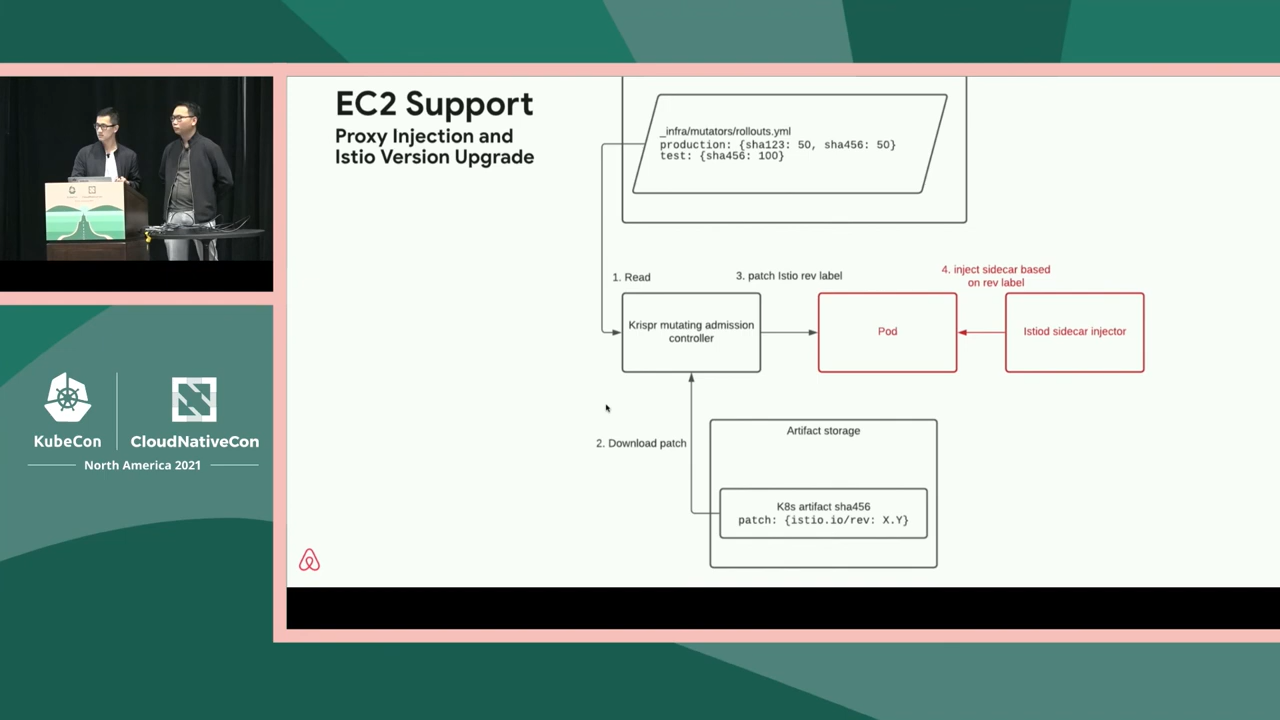 EC2 Support
Proxy Injection and
Istio Version Upgrade
_infra/mutators/rollouts.yml
production: {sha123: 50, sha456: 50}
test: {sha456: 100}
1. Read
3. patch Istio rev label
4. inject sidecar based
on rev label
Krispr mutating admission
controller
Pod
Istiod sidecar injector
2. Download patch
Artifact storage
K8s artifact sha456
patch: {istio.io/rev: X.Y}
KubeCon
CloudNativeCon
North America 2021